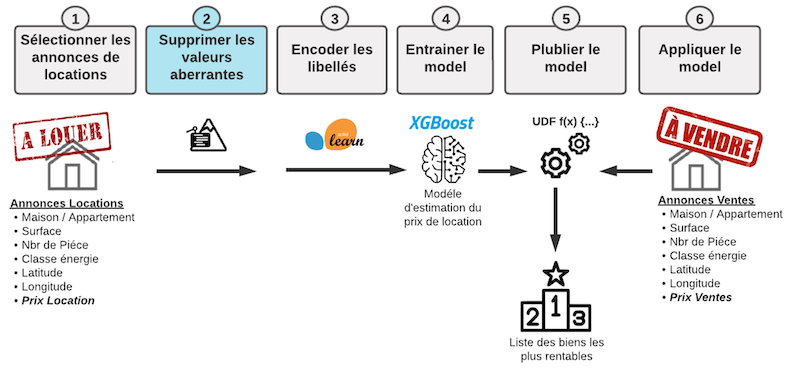 1
Sélectionner les
annonces de
locations
2
Supprimer les
valeurs
aberrantes
3
Encoder les
libellés
4
Entrainer le
model
5
Plublier le
model
6
Appliquer le
model
A LOUER
learn
XGBoost
UDF f(x) {...}
À VENDRE
Annonces Locations
• Maison / Appartement
• Surface
• Nbr de Piéce
• Classe énergie
• Latitude
• Longitude
• Prix Location
Modéle
d'estimation du
prix de location
Annonces Ventes
• Maison / Appartement
• Surface
• Nbr de Piéce
• Classe énergie
• Latitude
• Longitude
• Prix Ventes
2 1 3
Liste des biens les
plus rentables